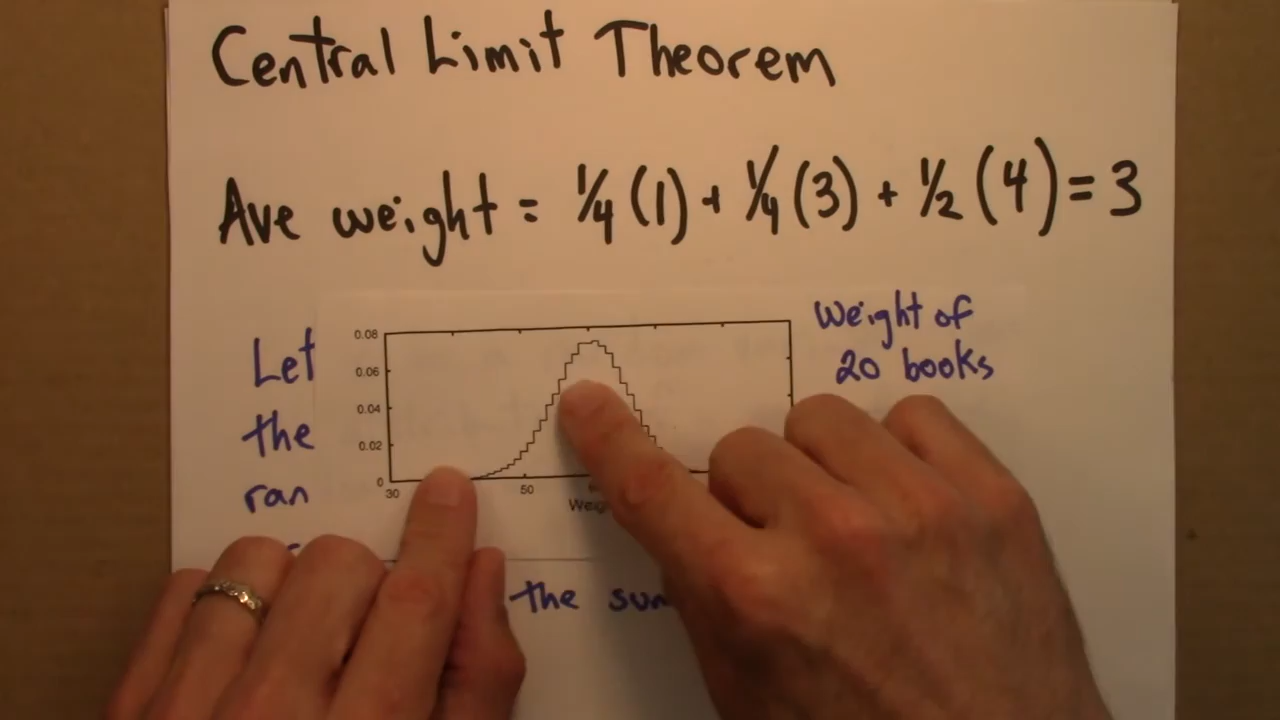 Central Limit Theorem
Ave weight = 1/4 (1) + 1/4 (3) + 1/2 (4) = 3
Weight of
20 books
Let
the
ran
0.08
0.06
0.04
0.02
0
30
50
the